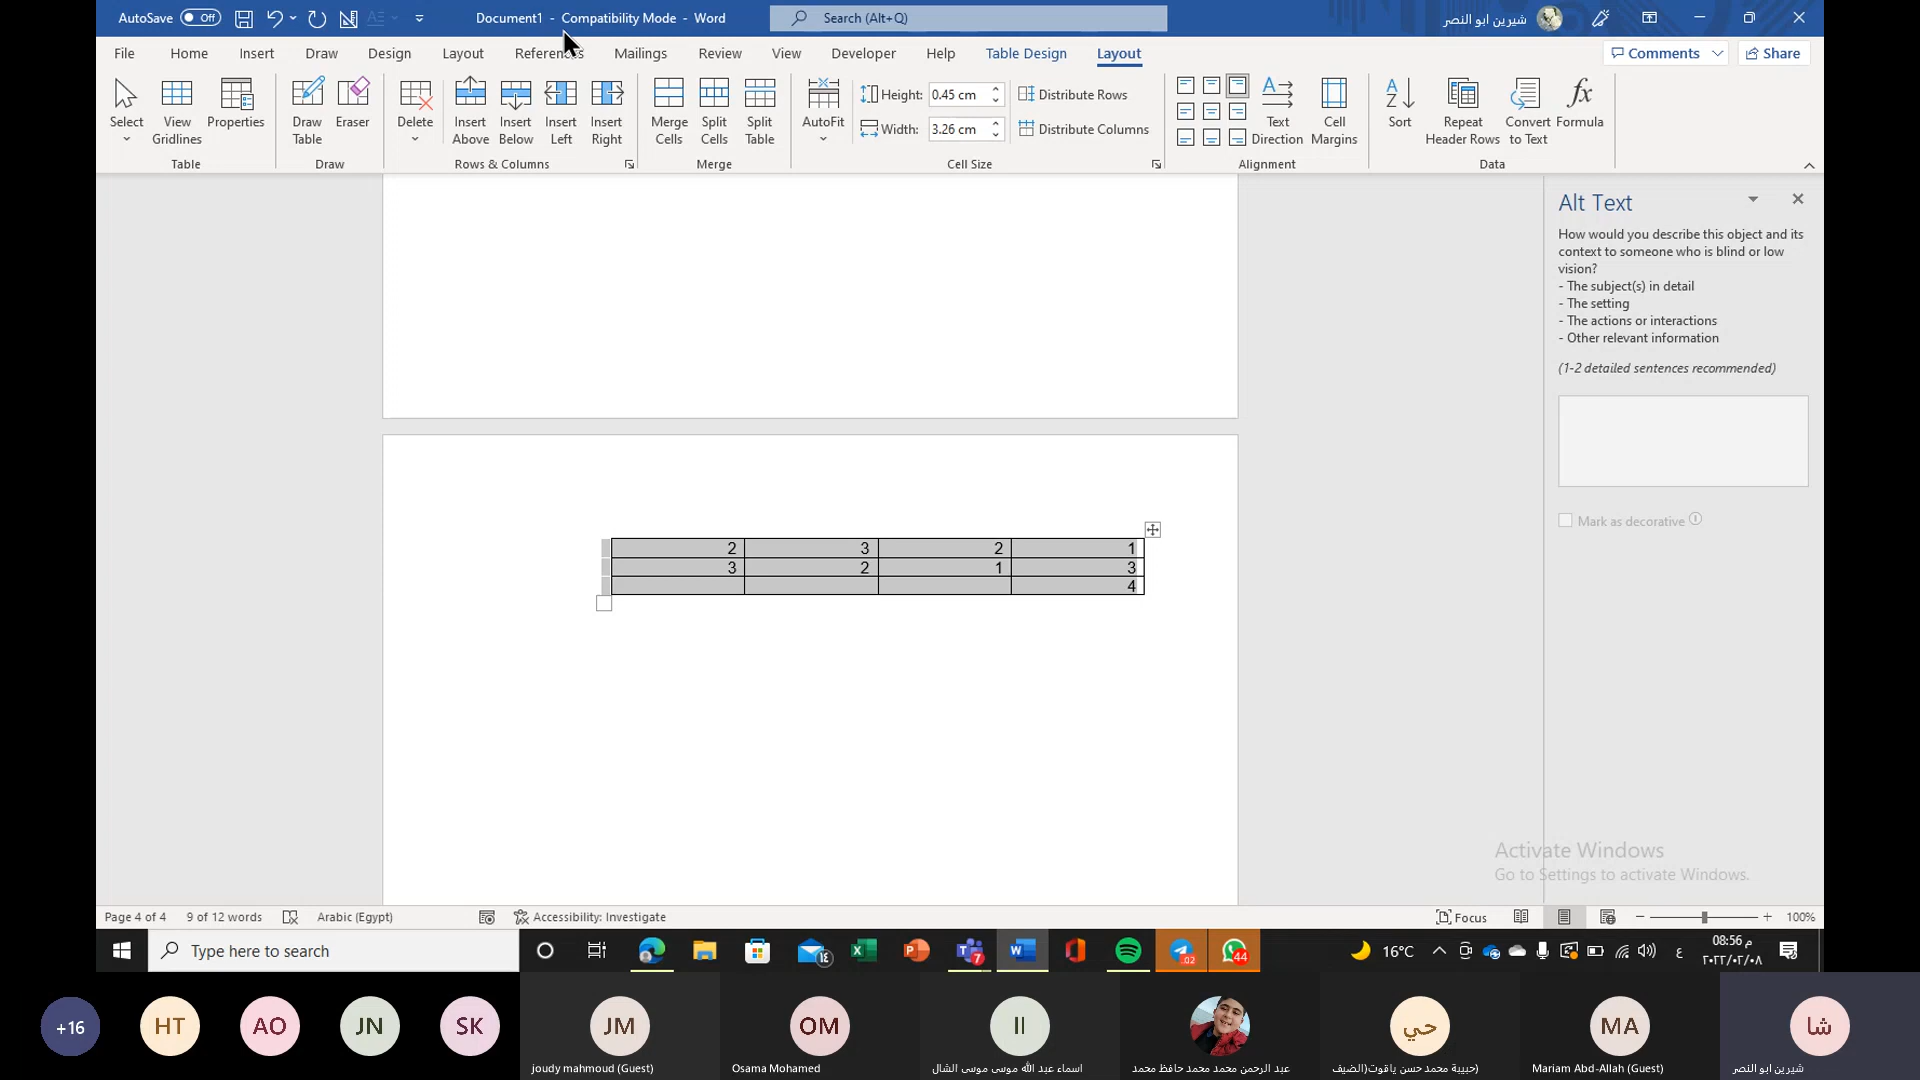 AutoSave Off
Document1 - Compatibility Mode - Word
Search (Alt+Q)
شيرين ابو النصر
File Home Insert Draw Design Layout References Mailings Review View Developer Help Table Design Layout
Comments Share
Select View Gridlines Properties
Table
Draw Table Eraser
Draw
Delete Insert Above Insert Below Insert Left Insert Right
Rows & Columns
Merge Cells Split Cells Split Table
Merge
AutoFit
Height: 0.45 cm Distribute Rows
Width: 3.26 cm Distribute Columns
Cell Size
Text Direction Cell Margins
Alignment
Sort Repeat Header Rows Convert to Text Formula
Data
Alt Text
How would you describe this object and its
context to someone who is blind or low
vision?
- The subject(s) in detail
- The setting
- The actions or interactions
- Other relevant information
(1-2 detailed sentences recommended)
Mark as decorative
2 3 2 1
3 2 1 3
4
Activate Windows
Go to Settings to activate Windows.
Page 4 of 4 9 of 12 words Arabic (Egypt) Accessibility: Investigate Focus 100%
Type here to search
١٤ 7 02 44
16°C ع
08:56 م
٢٠٢٢/٠٢/٠٨
+16 HT AO JN SK JM OM اا حي MA شا
joudy mahmoud (Guest)
Osama Mohamed
اسماء عبد الله موسى موسى الشال
عبد الرحمن محمد محمد حافظ محمد
حبيبة محمد حسن ياقوت(الضيف)
Mariam Abd-Allah (Guest)
شيرين ابو النصر